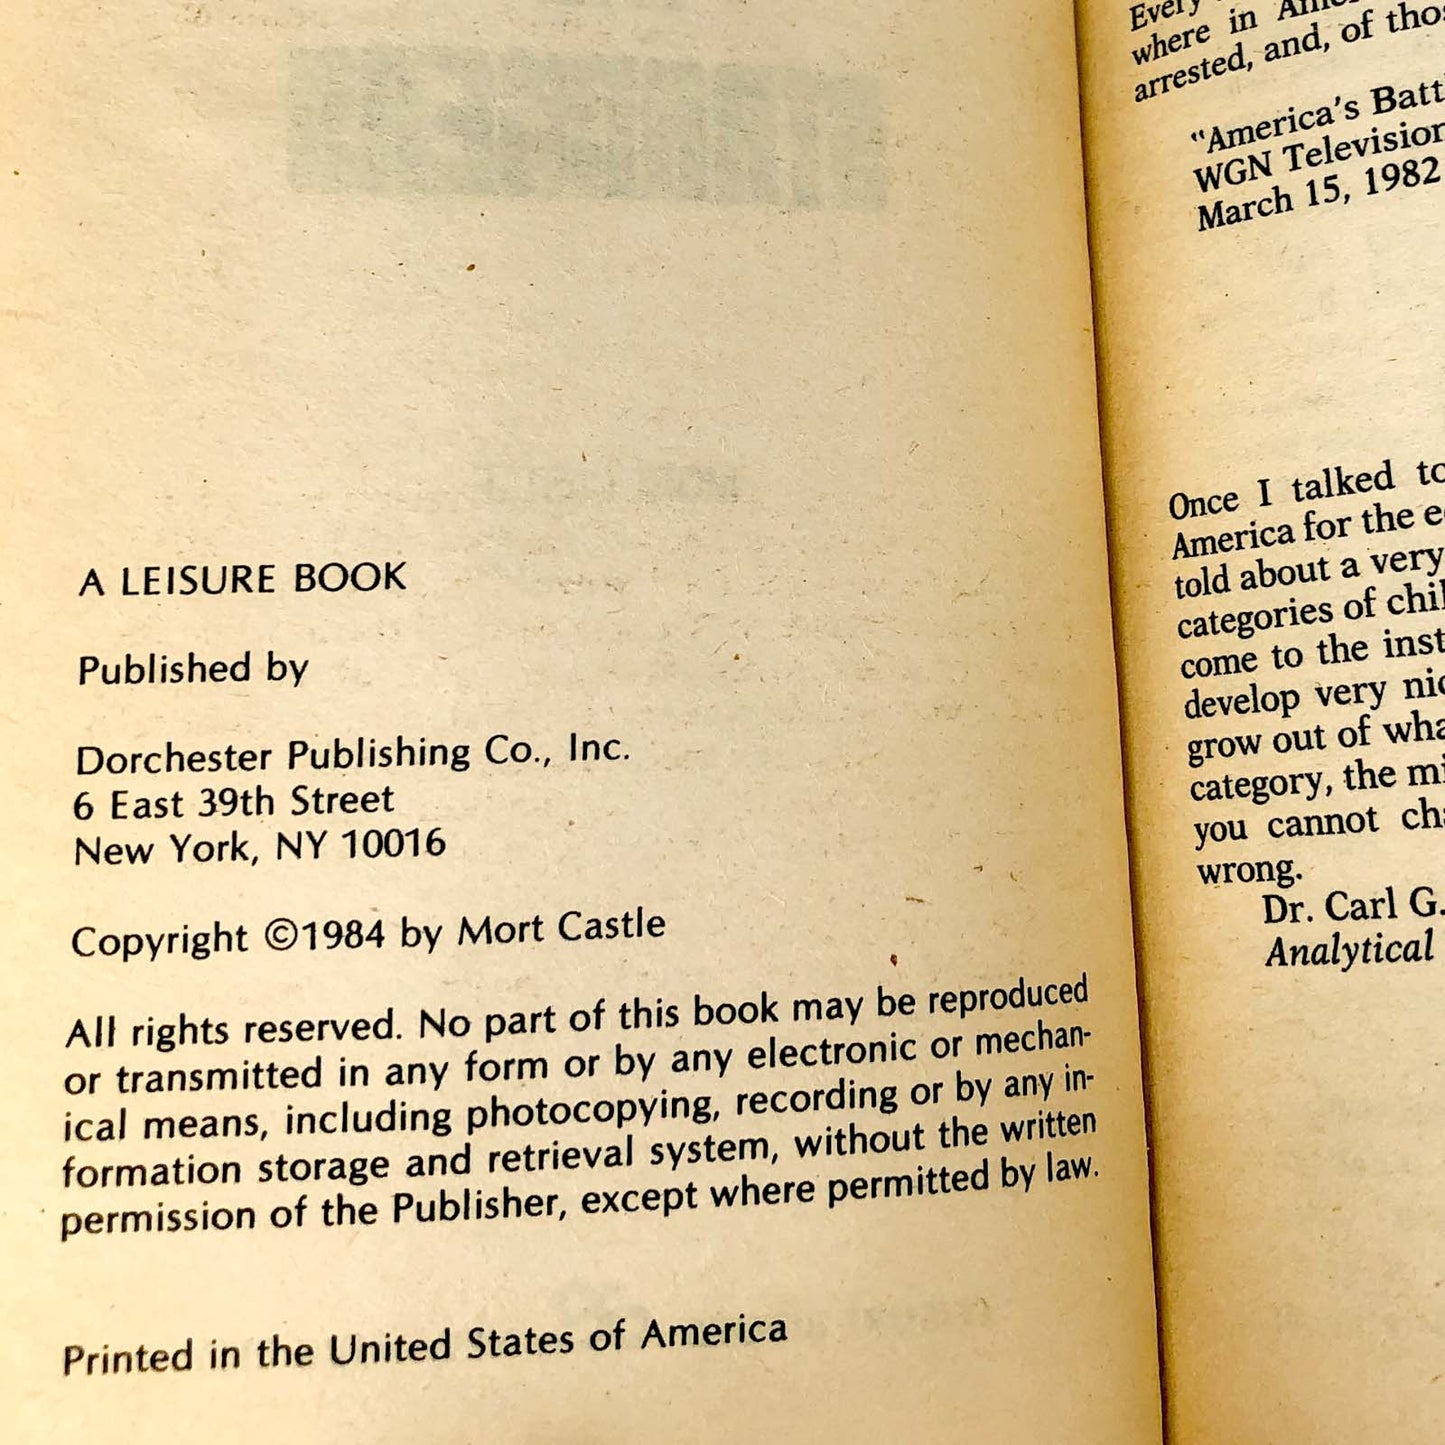 A LEISURE BOOK
Published by
Dorchester Publishing Co., Inc.
6 East 39th Street
New York, NY 10016
Copyright ©1984 by Mort Castle
All rights reserved. No part of this book may be reproduced
or transmitted in any form or by any electronic or mechan-
ical means, including photocopying, recording or by any in-
formation storage and retrieval system, without the written
permission of the Publisher, except where permitted by law.
Printed in the United States of America
Every
where in
arrested, and, of
"America's
WGN Television
March 15, 1982
Once I talked
America for the
told about a very
categories of
come to the
develop very
grow out of
category, the
you cannot
wrong.
Dr. Carl G.
Analytical